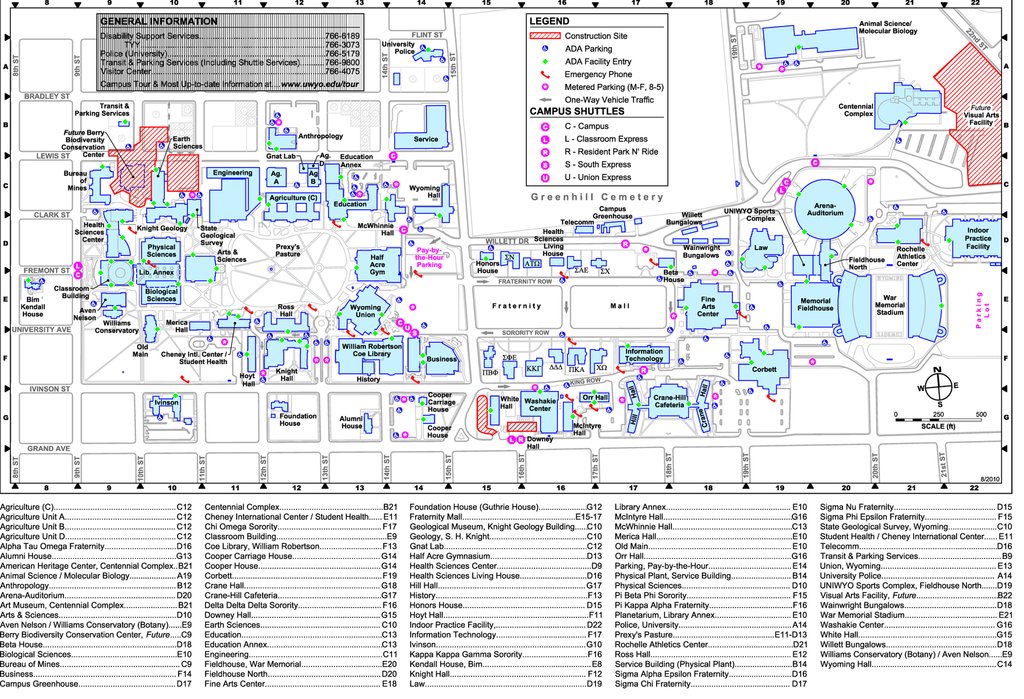 8 9 10 11 12 13 14 15 16 17 18 19 20 21 22
GENERAL INFORMATION
Disability Support Services 766-6189
TYY 766-3073
Police (University) 766-5179
Transit & Parking Services (Including Shuttle Services) 766-9800
Visitor Center 766-4075
Campus Tour & Most Up-to-date Information at....www.uwyo.edu/tour
LEGEND
Construction Site
ADA Parking
ADA Facility Entry
Emergency Phone
Metered Parking (M-F, 8-5)
One-Way Vehicle Traffic
CAMPUS SHUTTLES
C - Campus
L - Classroom Express
R - Resident Park N' Ride
S - South Express
U - Union Express
8th ST
9th ST
14th ST
15th ST
19th ST
22nd ST
FLINT ST
University
Police
Animal Science/
Molecular Biology
A
BRADLEY ST
Transit &
Parking Services
Future Berry
Biodiversity
Conservation
Center
Earth
Sciences
Anthropology
Service
Centennial
Complex
Future
Visual Arts
Facility
B
LEWIS ST
Gnat Lab
Ag.
D
Education
Annex
Bureau
of
Mines
Engineering
Ag.
A
Ag
B
Agriculture (C)
Education
Wyoming
Hall
Greenhill Cemetery
Arena-
Auditorium
C
CLARK ST
Knight Geology
State
Geological
Survey
McWhinnie
Hall
Campus
Greenhouse
Telecomm
Willett
Bungalows
UNIWYO Sports
Complex
Health
Sciences
Center
Physical
Sciences
Arts &
Sciences
Prexy's
Pasture
Half
Acre
Gym
Pay-by-
the-Hour
Parking
WILLETT DR
Health
Sciences
Living
House
Honors
House
ΣΝ
ΑΤΩ
ΣΑΕ
ΣΧ
Beta
House
Wainwright
Bungalows
Law
Fieldhouse
North
Rochelle
Athletics
Center
Indoor
Practice
Facility
D
FREMONT ST
Lib. Annex
FRATERNITY ROW
Bim
Kendall
House
Classroom
Building
Biological
Sciences
Aven
Nelson
Williams
Conservatory
Merica
Hall
Ross
Hall
Wyoming
Union
Fraternity Mall
Fine
Arts
Center
Memorial
Fieldhouse
War
Memorial
Stadium
Parking
Lot
E
UNIVERSITY AVE
SORORITY ROW
Old
Main
Cheney Intl. Center /
Student Health
Hoyt
Hall
Knight
Hall
William Robertson
Coe Library
History
Business
ΠΒΦ
ΣΦΕ
ΚΚΓ
ΔΔΔ
ΠΚΑ
ΧΩ
Information
Technology
Corbett
F
IVINSON ST
KING ROW
Ivinson
Foundation
House
Alumni
House
Cooper
Carriage
House
Cooper
House
White
Hall
Washakie
Center
Orr Hall
McIntyre
Hall
Downey
Hall
Hill
Hall
Crane-Hill
Cafeteria
Crane
Hall
N
W E
S
0 250 500
SCALE (ft)
G
GRAND AVE
8th ST
9th ST
10th ST
11th ST
12th ST
13th ST
14th ST
15th ST
16th ST
17th ST
18th ST
19th ST
20th ST
21st ST
8/2010
8 9 10 11 12 13 14 15 16 17 18 19 20 21 22
Agriculture (C) C12
Agriculture Unit A C12
Agriculture Unit B C12
Agriculture Unit D C12
Alpha Tau Omega Fraternity D16
Alumni House G13
American Heritage Center, Centennial Complex B21
Animal Science / Molecular Biology A19
Anthropology B12
Arena-Auditorium D20
Art Museum, Centennial Complex B21
Arts & Sciences D10
Aven Nelson / Williams Conservatory (Botany) E9
Berry Biodiversity Conservation Center, Future C9
Beta House D18
Biological Sciences E10
Bureau of Mines C9
Business F14
Campus Greenhouse D17
Centennial Complex B21
Cheney International Center / Student Health E11
Chi Omega Sorority F17
Classroom Building E9
Coe Library, William Robertson F13
Cooper Carriage House G14
Cooper House G14
Corbett F19
Crane Hall G18
Crane-Hill Cafeteria G17
Delta Delta Delta Sorority F16
Downey Hall G15
Earth Sciences C10
Education C13
Education Annex C13
Engineering C11
Fieldhouse, War Memorial E20
Fieldhouse North D20
Fine Arts Center E18
Foundation House (Guthrie House) G12
Fraternity Mall E15-17
Geological Museum, Knight Geology Building C10
Geology, S. H. Knight C10
Gnat Lab C12
Half Acre Gymnasium D13
Health Sciences Center D9
Health Sciences Living House D16
Hill Hall G17
History F13
Honors House D15
Hoyt Hall F11
Indoor Practice Facility D22
Information Technology F17
Ivinson G10
Kappa Kappa Gamma Sorority F16
Kendall House, Bim E8
Knight Hall F12
Law D19
Library Annex E10
McIntyre Hall G16
McWhinnie Hall C13
Merica Hall E10
Old Main E10
Orr Hall G16
Parking, Pay-by-the-Hour E14
Physical Plant, Service Building B14
Physical Sciences D10
Pi Beta Phi Sorority F15
Pi Kappa Alpha Fraternity F16
Planetarium, Library Annex E10
Police, University A14
Prexy's Pasture E11-D13
Rochelle Athletics Center D21
Ross Hall E12
Service Building (Physical Plant) B14
Sigma Alpha Epsilon Fraternity D16
Sigma Chi Fraternity D17
Sigma Nu Fraternity D15
Sigma Phi Epsilon Fraternity F15
State Geological Survey, Wyoming C10
Student Health / Cheney International Center E11
Telecomm D16
Transit & Parking Services B9
Union, Wyoming E13
University Police A14
UNIWYO Sports Complex, Fieldhouse North D19
Visual Arts Facility, Future B22
Wainwright Bungalows D18
War Memorial Stadium E21
Washakie Center G16
White Hall G15
Willett Bungalows D18
Williams Conservatory (Botany) / Aven Nelson E9
Wyoming Hall C14